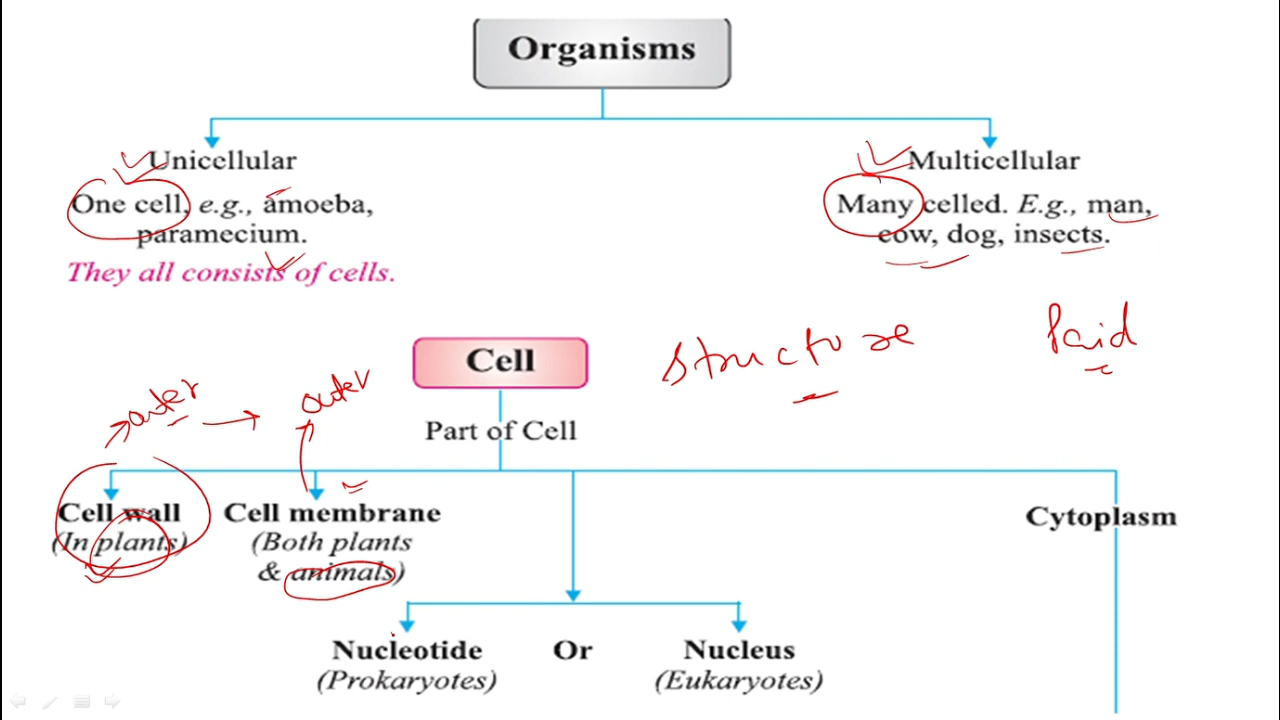 Organisms
Unicellular
One cell, e.g., amoeba,
paramecium.
They all consists of cells.
Multicellular
Many celled. E.g., man,
cow, dog, insects.
structure
Cell
outer
outer
Part of Cell
Cell wall
(In plants)
Cell membrane
(Both plants
& animals)
Cytoplasm
Nucleotide
(Prokaryotes)
Or
Nucleus
(Eukaryotes)